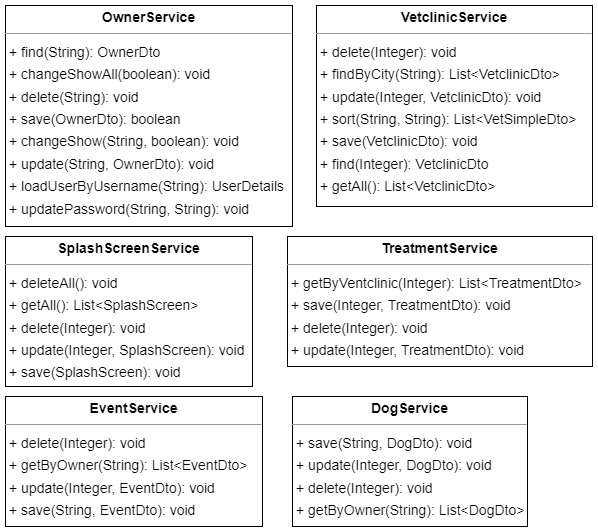 OwnerService
+ find(String): OwnerDto
+ changeShowAll(boolean): void
+ delete(String): void
+ save(OwnerDto): boolean
+ changeShow(String, boolean): void
+ update(String, OwnerDto): void
+ loadUserByUsername(String): UserDetails
+ updatePassword(String, String): void
VetclinicService
+ delete(Integer): void
+ findByCity(String): List<VetclinicDto>
+ update(Integer, VetclinicDto): void
+ sort(String, String): List<VetSimpleDto>
+ save(VetclinicDto): void
+ find(Integer): VetclinicDto
+ getAll(): List<VetclinicDto>
SplashScreenService
+ deleteAll(): void
+ getAll(): List<SplashScreen>
+ delete(Integer): void
+ update(Integer, SplashScreen): void
+ save(SplashScreen): void
TreatmentService
+ getByVentclinic(Integer): List<TreatmentDto>
+ save(Integer, TreatmentDto): void
+ delete(Integer): void
+ update(Integer, TreatmentDto): void
EventService
+ delete(Integer): void
+ getByOwner(String): List<EventDto>
+ update(Integer, EventDto): void
+ save(String, EventDto): void
DogService
+ save(String, DogDto): void
+ update(Integer, DogDto): void
+ delete(Integer): void
+ getByOwner(String): List<DogDto>